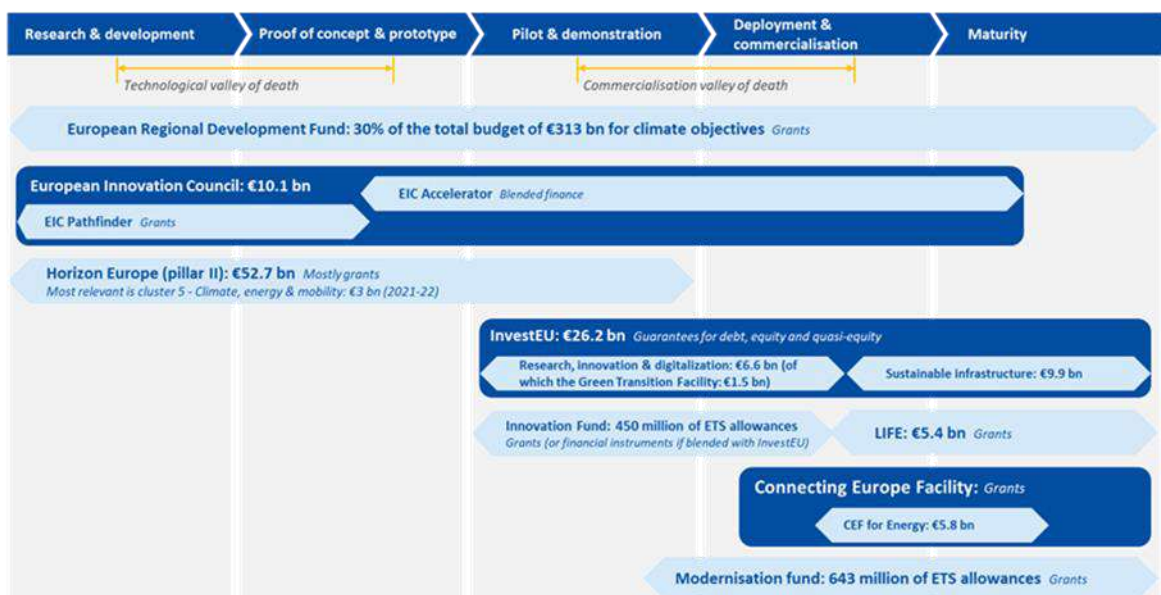 Research & development
Proof of concept & prototype
Pilot & demonstration
Deployment &
commercialisation
Maturity
Technological valley of death
Commercialisation valley of death
European Regional Development Fund: 30% of the total budget of €313 bn for climate objectives Grants
European Innovation Council: €10.1 bn
EIC Accelerator Blended finance
EIC Pathfinder Grants
Horizon Europe (pillar II): €52.7 bn Mostly grants
Most relevant is cluster 5 - Climate, energy & mobility: €3 bn (2021-22)
InvestEU: €26.2 bn Guarantees for debt, equity and quasi-equity
Research, innovation & digitalization: €6.6 bn (of
which the Green Transition Facility: €1.5 bn)
Sustainable infrastructure: €9.9 bn
Innovation Fund: 450 million of ETS allowances
Grants (or financial instruments if blended with InvestEU)
LIFE: €5.4 bn Grants
Connecting Europe Facility: Grants
CEF for Energy: €5.8 bn
Modernisation fund: 643 million of ETS allowances Grants